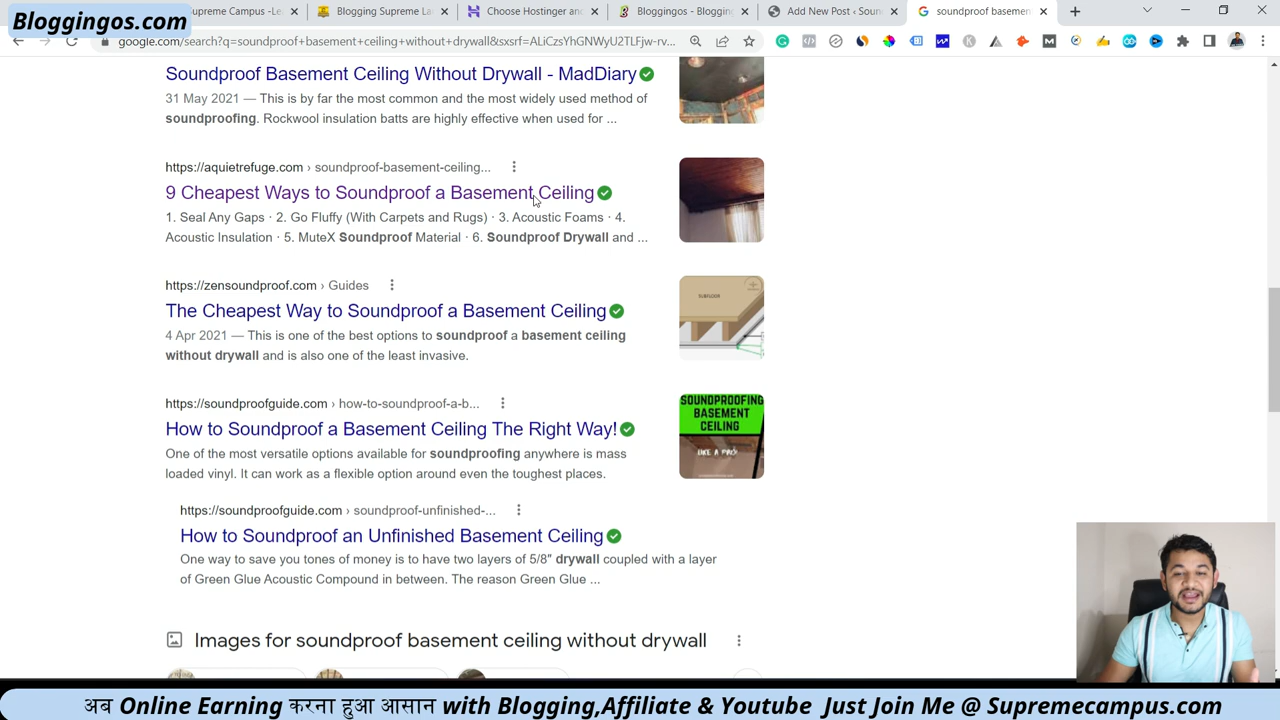 Bloggingos.com
Supreme Campus -Le
Blogging Supreme L
Choose Hostinger an
Bloggingos - Bloggin
Add New Post ‹ Soun
soundproof basemen
google.com/search?q=soundproof+basement+ceiling+without+drywall&sxsrf=ALiCzsYhGNWyU2TLFjw-rv...
Soundproof Basement Ceiling Without Drywall - MadDiary
31 May 2021 — This is by far the most common and the most widely used method of
soundproofing. Rockwool insulation batts are highly effective when used for ...
https://aquietrefuge.com › soundproof-basement-ceiling...
9 Cheapest Ways to Soundproof a Basement Ceiling
1. Seal Any Gaps · 2. Go Fluffy (With Carpets and Rugs) · 3. Acoustic Foams · 4.
Acoustic Insulation · 5. MuteX Soundproof Material · 6. Soundproof Drywall and ...
https://zensoundproof.com › Guides
The Cheapest Way to Soundproof a Basement Ceiling
SUBFLOOR
4 Apr 2021 — This is one of the best options to soundproof a basement ceiling
without drywall and is also one of the least invasive.
https://soundproofguide.com › how-to-soundproof-a-b...
How to Soundproof a Basement Ceiling The Right Way!
One of the most versatile options available for soundproofing anywhere is mass
loaded vinyl. It can work as a flexible option around even the toughest places.
SOUNDPROOFING
BASEMENT
CEILING
LIKE A PRO!
https://soundproofguide.com › soundproof-unfinished-...
How to Soundproof an Unfinished Basement Ceiling
One way to save you tones of money is to have two layers of 5/8″ drywall coupled with a layer
of Green Glue Acoustic Compound in between. The reason Green Glue ...
Images for soundproof basement ceiling without drywall
अब Online Earning करना हुआ आसान with Blogging,Affiliate & Youtube Just Join Me @ Supremecampus.com